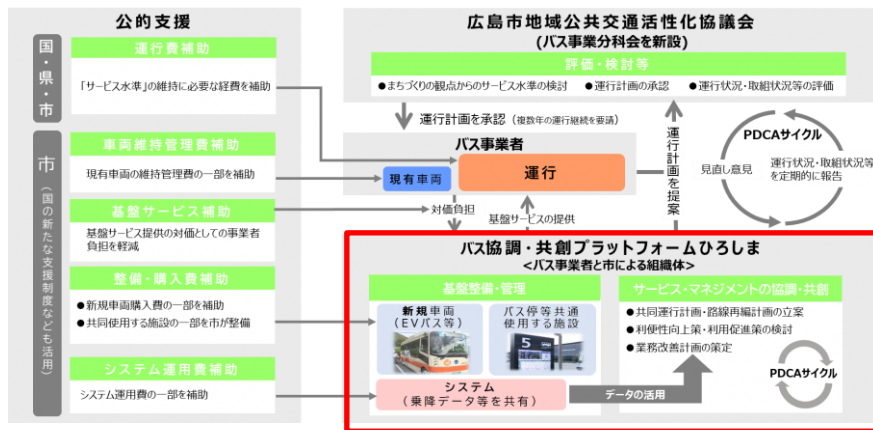 公的支援
国・県・市
運行費補助
「サービス水準」の維持に必要な経費を補助
市
（国の新たな支援制度なども活用）
車両維持管理費補助
現有車両の維持管理費の一部を補助
基盤サービス補助
基盤サービス提供の対価としての事業者
負担を軽減
整備・購入費補助
●新規車両購入費の一部を補助
●共同使用する施設の一部を市が整備
システム運用費補助
システム運用費の一部を補助
広島市地域公共交通活性化協議会
(バス事業分科会を新設)
評価・検討等
●まちづくりの観点からのサービス水準の検討 ●運行計画の承認 ●運行状況・取組状況等の評価
運行計画を承認（複数年の運行継続を要請）
バス事業者
現有車両
運行
対価負担
基盤サービスの提供
運行計画を提案
PDCAサイクル
見直し意見
運行状況・取組状況等
を定期的に報告
バス協調・共創プラットフォームひろしま
<バス事業者と市による組織体>
基盤整備・管理
新規車両
(EVバス等)
バス停等共通
使用する施設
5
システム
（乗降データ等を共有）
データの活用
サービス・マネジメントの協調・共創
●共同運行計画・路線再編計画の立案
●利便性向上策・利用促進策の検討
●業務改善計画の策定
PDCAサイクル